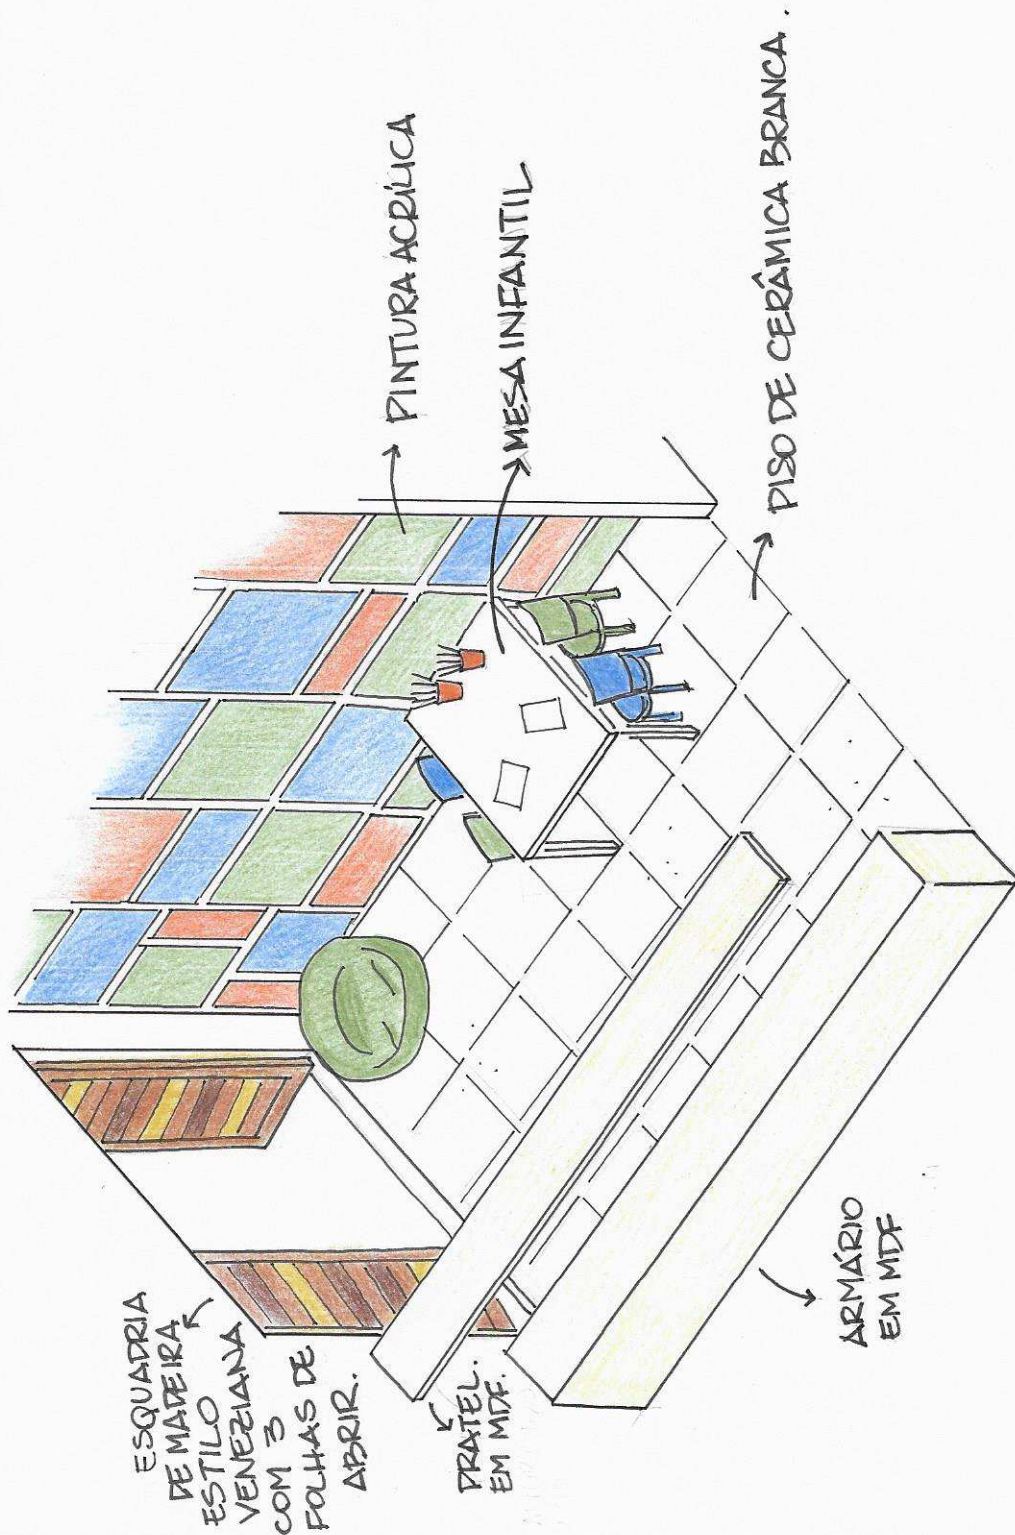 ESQUADRIA
DE MADEIRA
ESTILO
VENEZIANA
COM 3
FOLHAS DE
ABRIR.
PRATEL.
EM MDF.
ARMÁRIO
EM MDF
PINTURA ACRÍLICA
MESA INFANTIL
PISO DE CERÂMICA BRANCA.